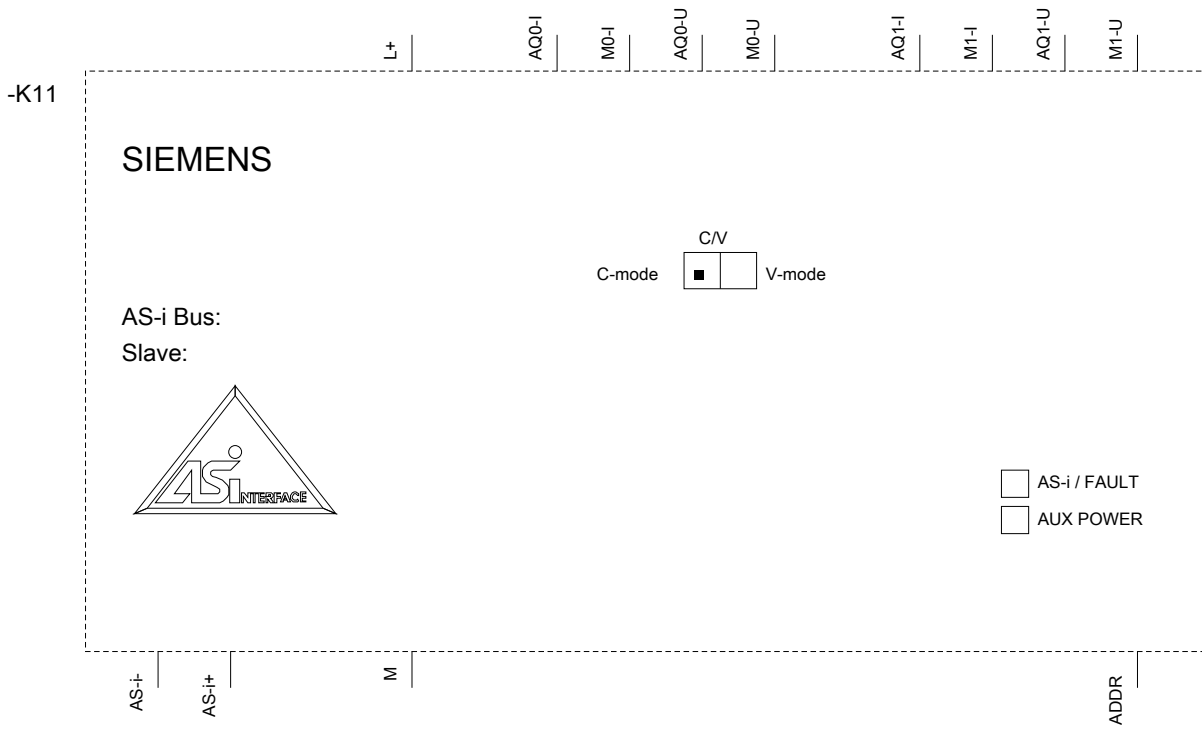 L+
AQ0-I
M0-I
AQ0-U
M0-U
AQ1-I
M1-I
AQ1-U
M1-U
-K11
SIEMENS
C/V
C-mode
V-mode
AS-i Bus:
Slave:
ASi INTERFACE
AS-i / FAULT
AUX POWER
AS-i-
AS-i+
M
ADDR